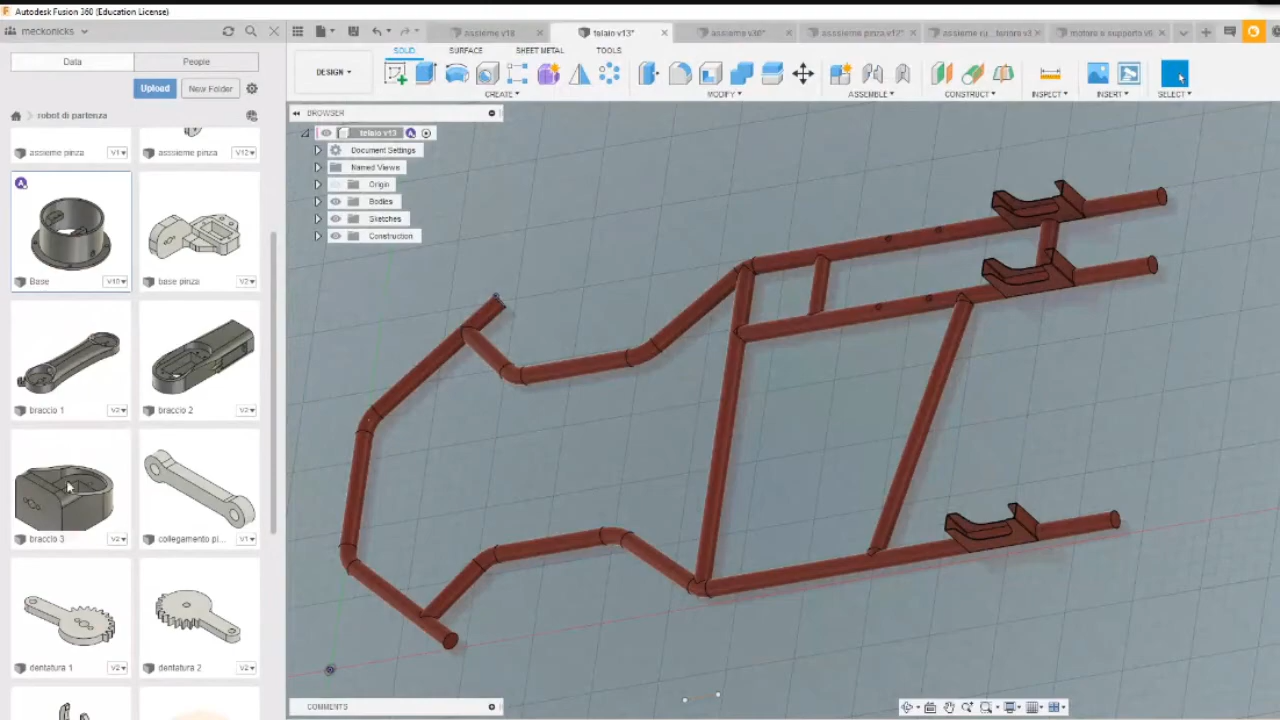 Autodesk Fusion 360 (Education License)
meckonicks
assieme v18
telaio v13*
assieme v30*
assieme pinza v12*
motore e supporto v6
Data
People
Upload
New Folder
robot di partenza
assieme pinza
V1
asssieme pinza
V12
Base
V10
base pinza
V2
braccio 1
V2
braccio 2
V2
braccio 3
V2
collegamento pi...
V1
dentatura 1
V2
dentatura 2
V2
SOLID
SURFACE
SHEET METAL
TOOLS
DESIGN
CREATE
MODIFY
ASSEMBLE
CONSTRUCT
INSPECT
INSERT
SELECT
BROWSER
telaio v13
Document Settings
Named Views
Origin
Bodies
Sketches
Construction
COMMENTS